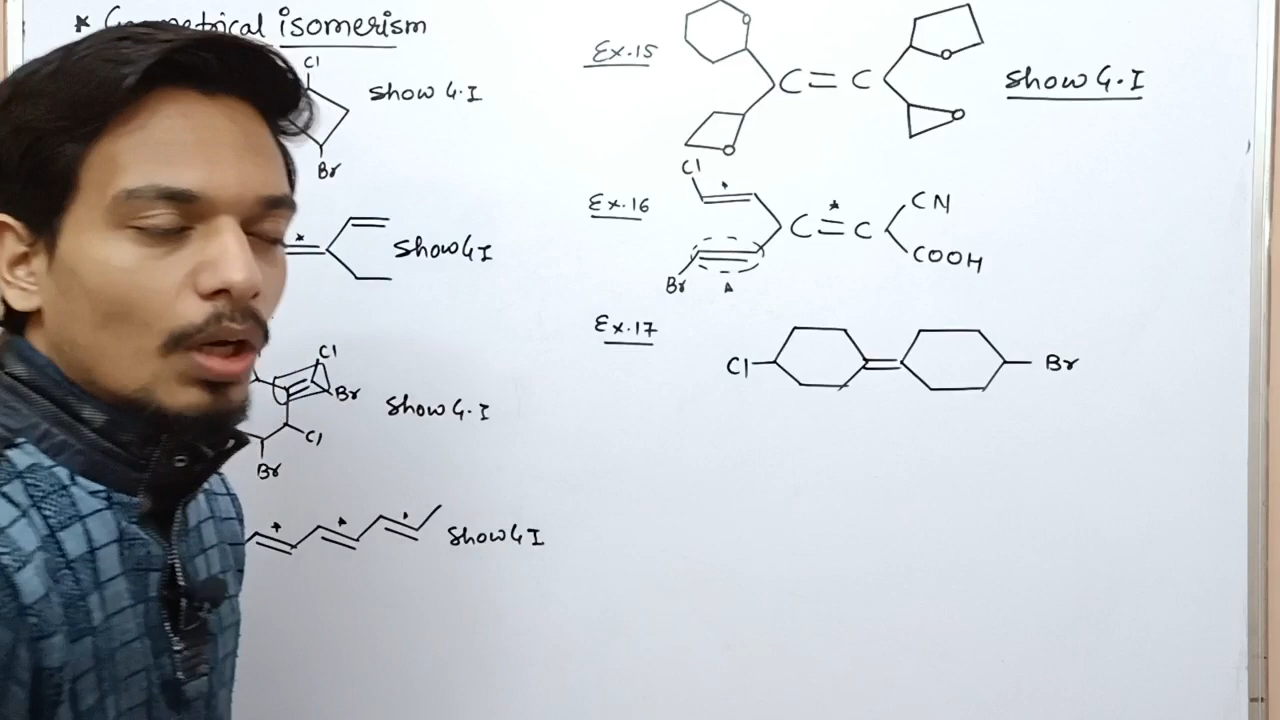 * Geometrical isomerism
Cl
Show G.I
Br
*
Show G I
Cl
Br
Show G.I
Cl
Br
* * *
Show G I
Ex.15
O
O
C = C
O
O
Show G.I
Ex.16
Cl
*
*
C = C
CN
COOH
Br
*
Ex.17
Cl
Br